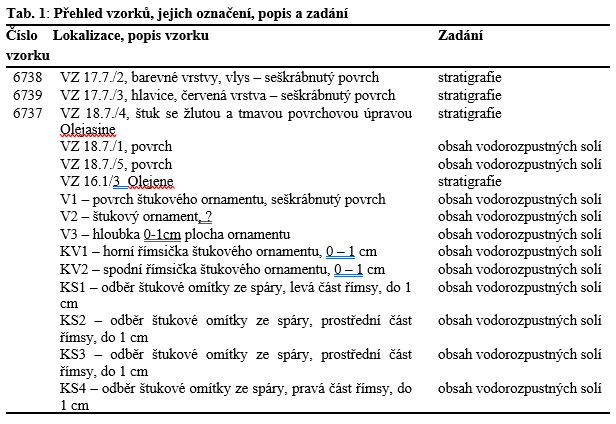 Tab. 1: Přehled vzorků, jejich označení, popis a zadání
Číslo vzorku Lokalizace, popis vzorku Zadání
6738 VZ 17.7./2, barevné vrstvy, vlys – seškrábnutý povrch stratigrafie
6739 VZ 17.7./3, hlavice, červená vrstva – seškrábnutý povrch stratigrafie
6737 VZ 18.7./4, štuk se žlutou a tmavou povrchovou úpravou stratigrafie
Olejasine
VZ 18.7./1, povrch obsah vodorozpustných solí
VZ 18.7./5, povrch obsah vodorozpustných solí
VZ 16.1/3 Olejene stratigrafie
V1 – povrch štukového ornamentu, seškrábnutý povrch obsah vodorozpustných solí
V2 – štukový ornament, ? obsah vodorozpustných solí
V3 – hloubka 0-1cm plocha ornamentu obsah vodorozpustných solí
KV1 – horní římsička štukového ornamentu, 0 – 1 cm obsah vodorozpustných solí
KV2 – spodní římsička štukového ornamentu, 0 – 1 cm obsah vodorozpustných solí
KS1 – odběr štukové omítky ze spáry, levá část římsy, do 1 obsah vodorozpustných solí
cm
KS2 – odběr štukové omítky ze spáry, prostřední část obsah vodorozpustných solí
římsy, do 1 cm
KS3 – odběr štukové omítky ze spáry, prostřední část obsah vodorozpustných solí
římsy, do 1 cm
KS4 – odběr štukové omítky ze spáry, pravá část římsy, do obsah vodorozpustných solí
1 cm